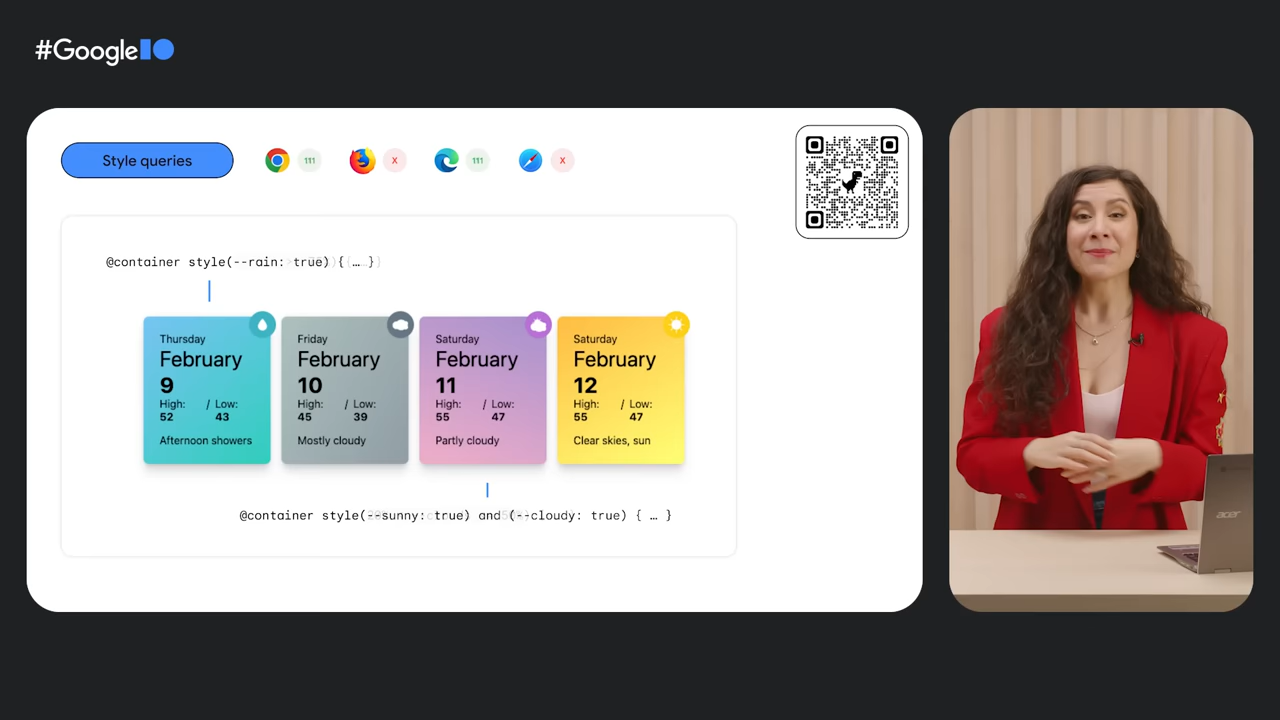 #GoogleIO
Style queries
111
X
111
X
@container style(--rain: true) { … }
Thursday
February
9
High: / Low:
52 43
Afternoon showers
Friday
February
10
High: / Low:
45 39
Mostly cloudy
Saturday
February
11
High: / Low:
55 47
Partly cloudy
Saturday
February
12
High: / Low:
55 47
Clear skies, sun
@container style(--sunny: true) and (--cloudy: true) { … }
acer